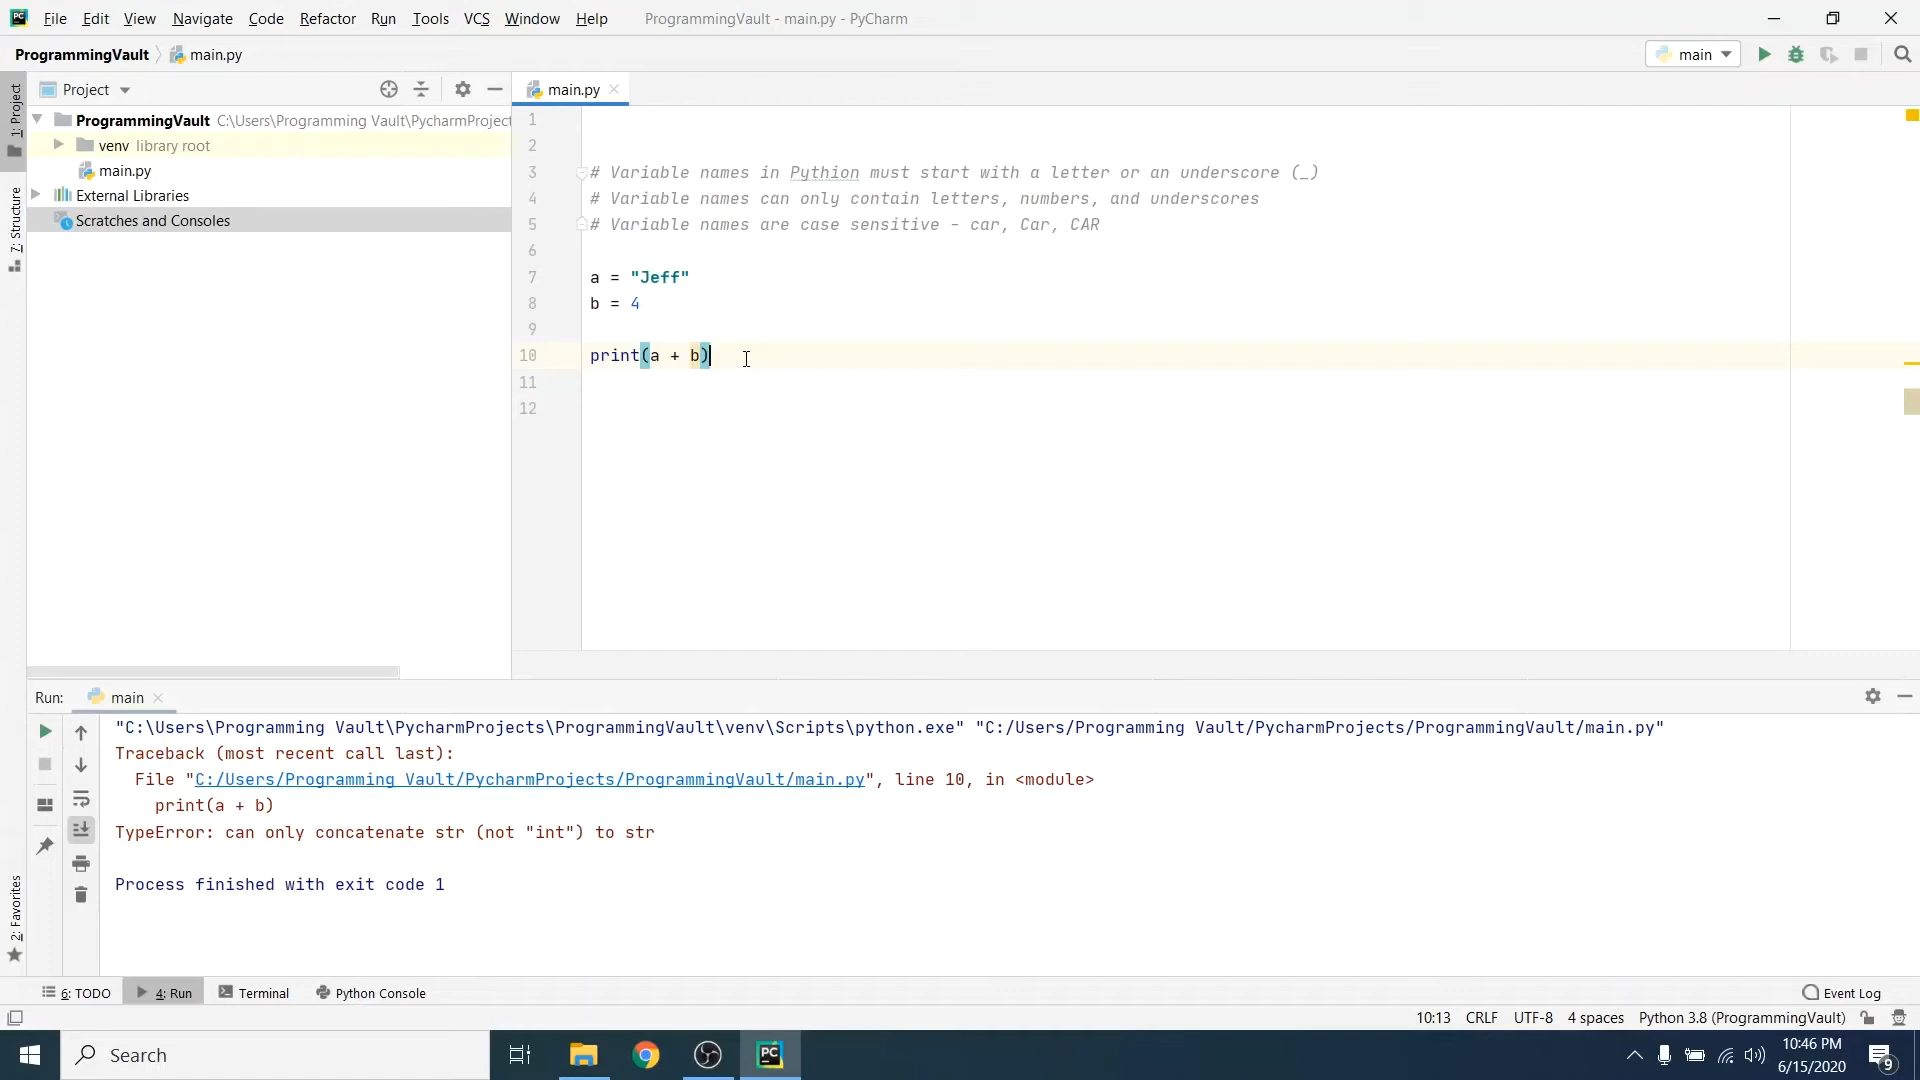 File Edit View Navigate Code Refactor Run Tools VCS Window Help ProgrammingVault - main.py - PyCharm
ProgrammingVault main.py main
1: Project
Project
main.py
ProgrammingVault C:\Users\Programming Vault\PycharmProject
venv library root
main.py
External Libraries
Scratches and Consoles
7: Structure
1
2
3 # Variable names in Pythion must start with a letter or an underscore (_)
4 # Variable names can only contain letters, numbers, and underscores
5 # Variable names are case sensitive - car, Car, CAR
6
7 a = "Jeff"
8 b = 4
9
10 print(a + b)
11
12
Run: main
"C:\Users\Programming Vault\PycharmProjects\ProgrammingVault\venv\Scripts\python.exe" "C:/Users/Programming Vault/PycharmProjects/ProgrammingVault/main.py"
Traceback (most recent call last):
File "C:/Users/Programming Vault/PycharmProjects/ProgrammingVault/main.py", line 10, in <module>
print(a + b)
TypeError: can only concatenate str (not "int") to str
Process finished with exit code 1
2: Favorites
6: TODO 4: Run Terminal Python Console Event Log
10:13 CRLF UTF-8 4 spaces Python 3.8 (ProgrammingVault)
Search PC 10:46 PM
6/15/2020 9